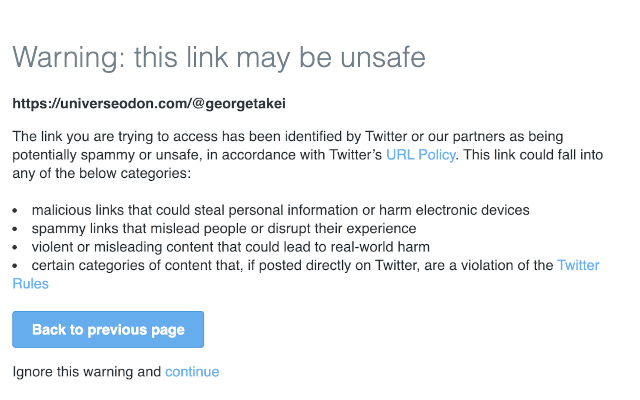 Warning: this link may be unsafe
https://universeodon.com/@georgetakei
The link you are trying to access has been identified by Twitter or our partners as being
potentially spammy or unsafe, in accordance with Twitter’s URL Policy. This link could fall into
any of the below categories:
• malicious links that could steal personal information or harm electronic devices
• spammy links that mislead people or disrupt their experience
• violent or misleading content that could lead to real-world harm
• certain categories of content that, if posted directly on Twitter, are a violation of the Twitter
Rules
Back to previous page
Ignore this warning and continue